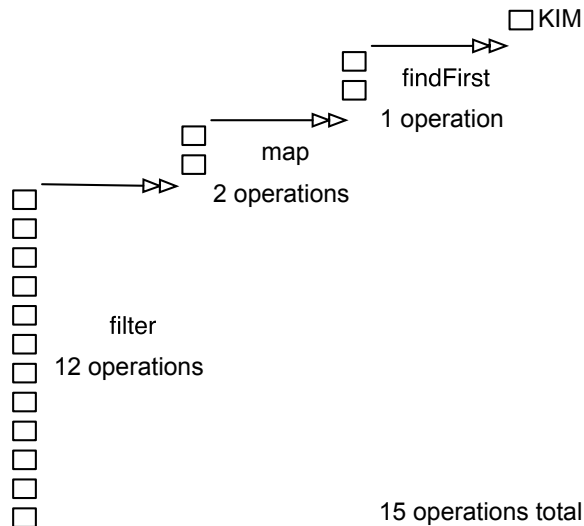 KIM
findFirst
1 operation
map
2 operations
filter
12 operations
15 operations total